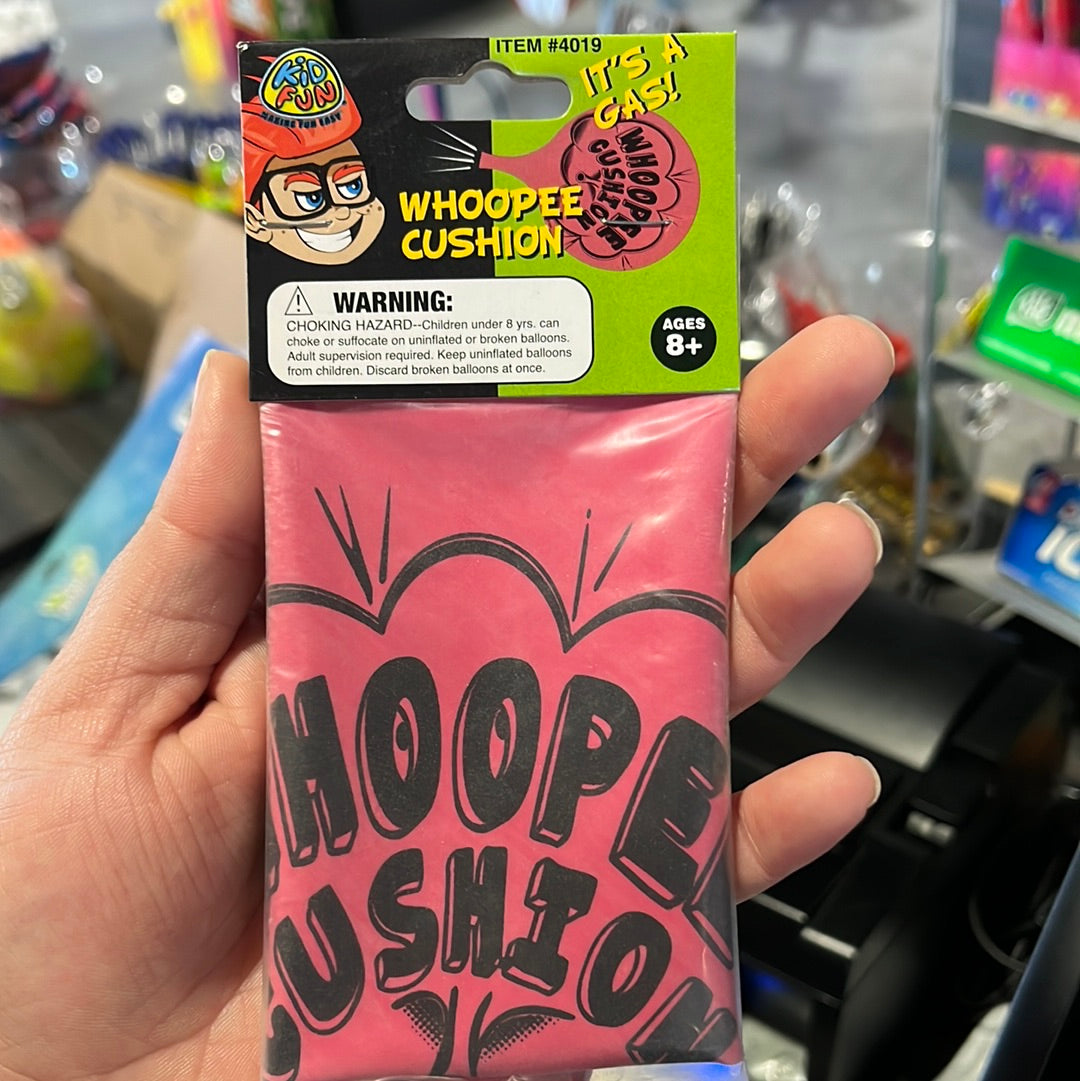 ITEM #4019
KID
FUN
MAKING FUN EASY
IT'S A
GAS!
WHOOPEE
CUSHION
WHOOPEE
CUSHION
WARNING:
CHOKING HAZARD--Children under 8 yrs. can
choke or suffocate on uninflated or broken balloons.
Adult supervision required. Keep uninflated balloons
from children. Discard broken balloons at once.
AGES
8+
WHOOPEE
CUSHION